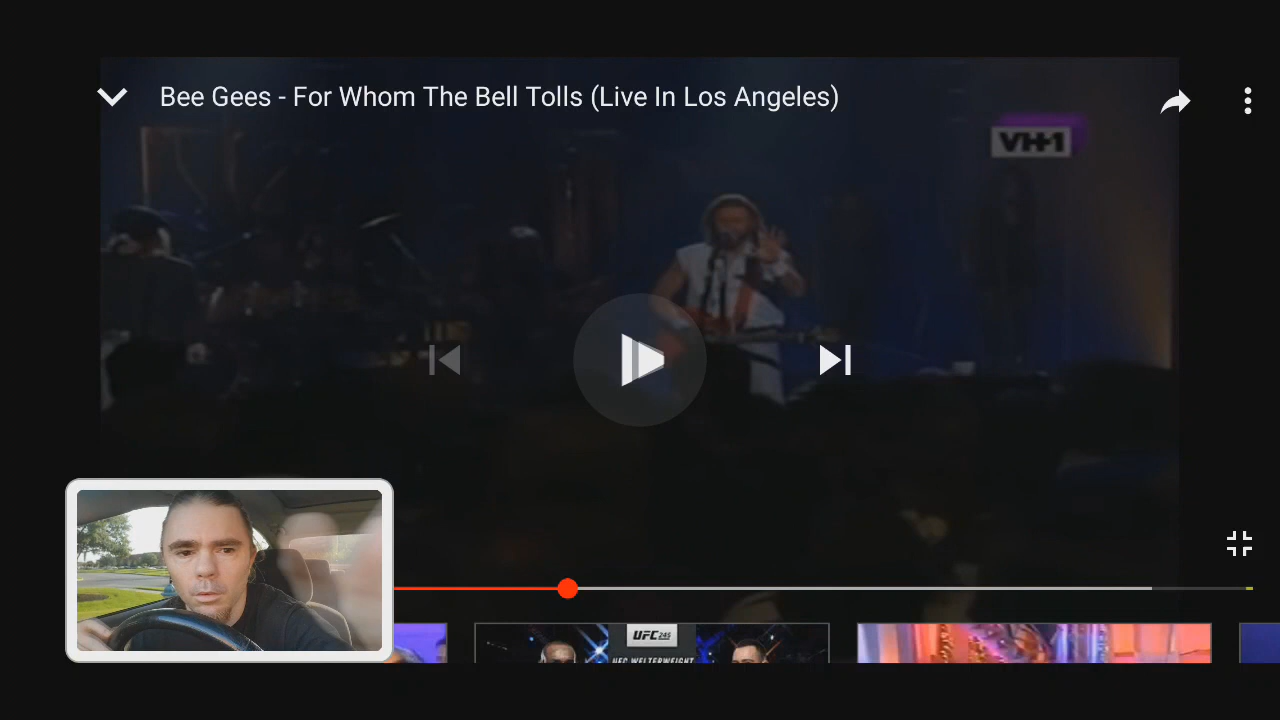 Bee Gees - For Whom The Bell Tolls (Live In Los Angeles)
VH1
UFC 245
UFC WELTERWEIGHT